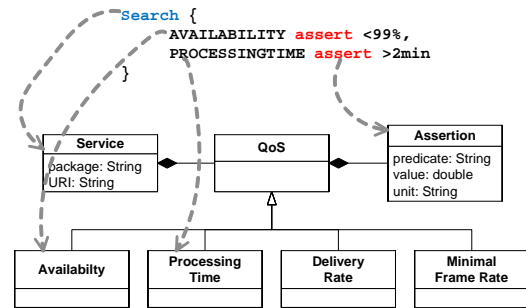 Search {
AVAILABILITY assert <99%,
PROCESSINGTIME assert >2min
}
Service
package: String
URI: String
QoS
Assertion
predicate: String
value: double
unit: String
Availabilty
Processing
Time
Delivery
Rate
Minimal
Frame Rate